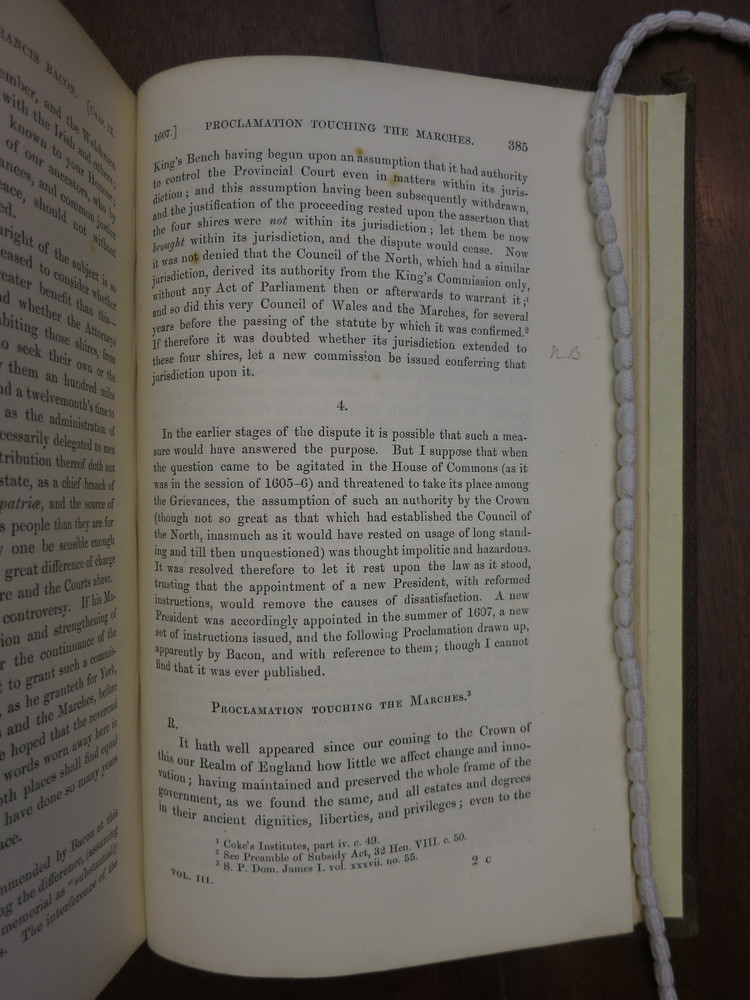 RANCIS BACON. [CHAP. IX.
ember, and the Welshmen
with the Irish and others;
known to your Honour;
of our ancestors, who by
ances, and common justice
eace, should not without
ed.
uright of the subject is so
eased to consider whether
eater benefit than this—
d whether the Attorneys
biting those shires, from
o seek their own or the
y them an hundred miles
d a twelvemouth's time to
as the administration of
cessarily delegated to men
tribution thereof doth not
state, as a chief branch of
patriæ, and the source of
s people than they are for
y one be sensible enough
great difference of charge
re and the Courts above.
controversy. If his Ma-
ion and strengthening of
r the continuance of the
t to grant such a commis-
, as he granteth for York,
s and the Marches, before
e hoped that the reverend
words worn away here in
oth places shall find equal
have done so many years
ace.
mmended by Bacon at this
ng the difference, (assuming
memorial as "substantially
s. The interference of the
1607.] PROCLAMATION TOUCHING THE MARCHES. 385
King's Bench having begun upon an assumption that it had authority
to control the Provincial Court even in matters within its juris-
diction; and this assumption having been subsequently withdrawn,
and the justification of the proceeding rested upon the assertion that
the four shires were not within its jurisdiction; let them be now
brought within its jurisdiction, and the dispute would cease. Now
it was not denied that the Council of the North, which had a similar
jurisdiction, derived its authority from the King's Commission only,
without any Act of Parliament then or afterwards to warrant it;¹
and so did this very Council of Wales and the Marches, for several
years before the passing of the statute by which it was confirmed.²
If therefore it was doubted whether its jurisdiction extended to
these four shires, let a new commission be issued conferring that
jurisdiction upon it.
NB
4.
In the earlier stages of the dispute it is possible that such a mea-
sure would have answered the purpose. But I suppose that when
the question came to be agitated in the House of Commons (as it
was in the session of 1605-6) and threatened to take its place among
the Grievances, the assumption of such an authority by the Crown
(though not so great as that which had established the Council of
the North, inasmuch as it would have rested on usage of long stand-
ing and till then unquestioned) was thought impolitic and hazardous.
It was resolved therefore to let it rest upon the law as it stood,
trusting that the appointment of a new President, with reformed
instructions, would remove the causes of dissatisfaction. A new
President was accordingly appointed in the summer of 1607, a new
set of instructions issued, and the following Proclamation drawn up,
apparently by Bacon, and with reference to them; though I cannot
find that it was ever published.
PROCLAMATION TOUCHING THE MARCHES.³
R.
It hath well appeared since our coming to the Crown of
this our Realm of England how little we affect change and inno-
vation; having maintained and preserved the whole frame of the
government, as we found the same, and all estates and degrees
in their ancient dignities, liberties, and privileges; even to the
¹ Coke's Institutes, part iv. c. 49.
² See Preamble of Subsidy Act, 32 Hen. VIII. c. 50.
³ S. P. Dom. James I. vol. xxxvii. no. 55.
VOL. III. 2 C